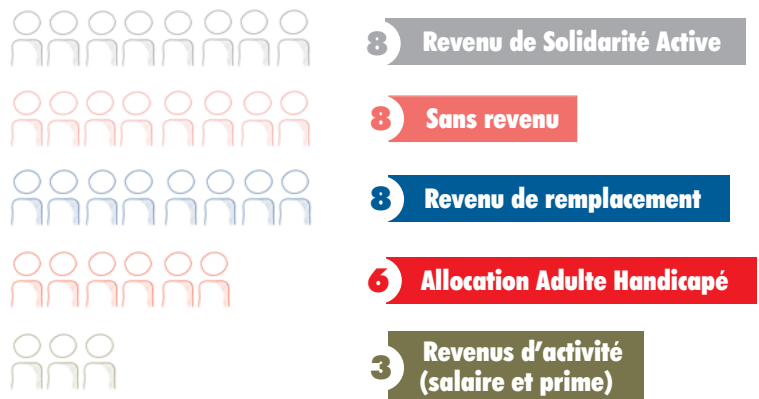 8 Revenu de Solidarité Active
8 Sans revenu
8 Revenu de remplacement
6 Allocation Adulte Handicapé
3 Revenus d’activité
(salaire et prime)